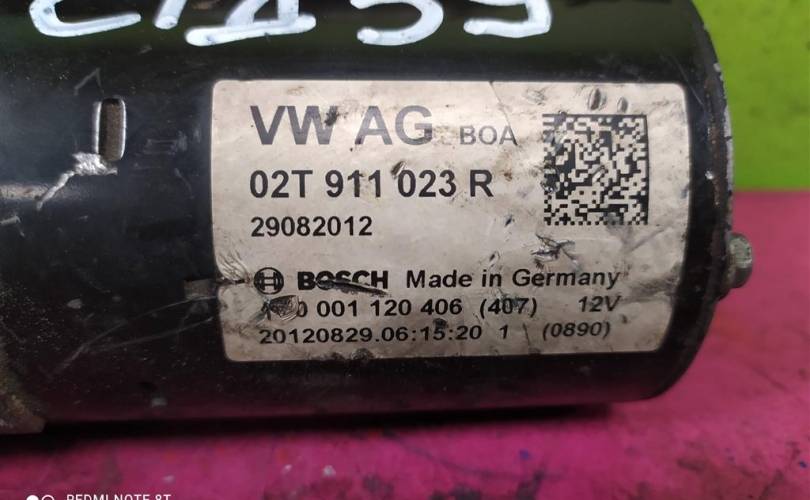 VW AG BOA
02T 911 023 R
29082012
BOSCH Made in Germany
0 001 120 406 (407) 12V
20120829.06:15:20 1 (0890)
REDMI NOTE 8T